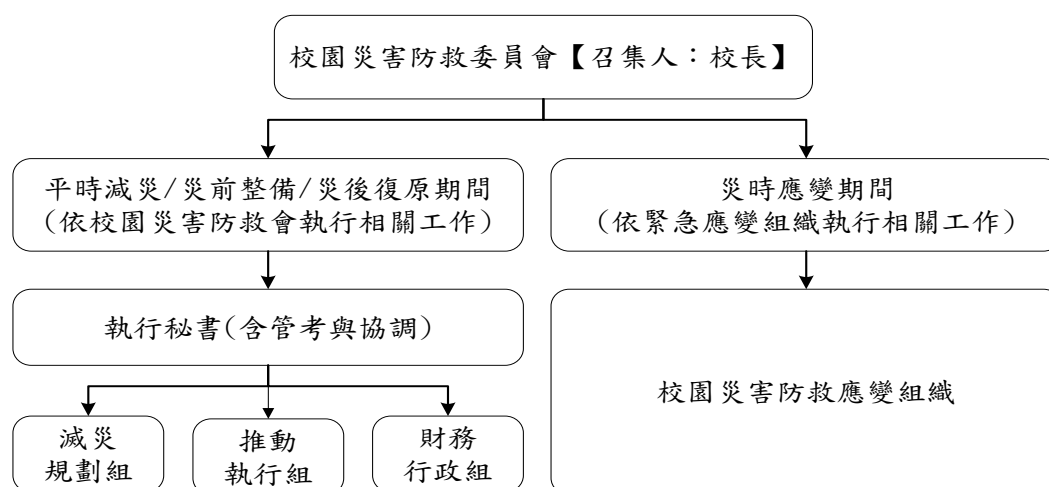 校園災害防救委員會【召集人：校長】
平時減災/災前整備/災後復原期間
(依校園災害防救會執行相關工作)
災時應變期間
(依緊急應變組織執行相關工作)
執行秘書(含管考與協調)
校園災害防救應變組織
減災
規劃組
推動
執行組
財務
行政組